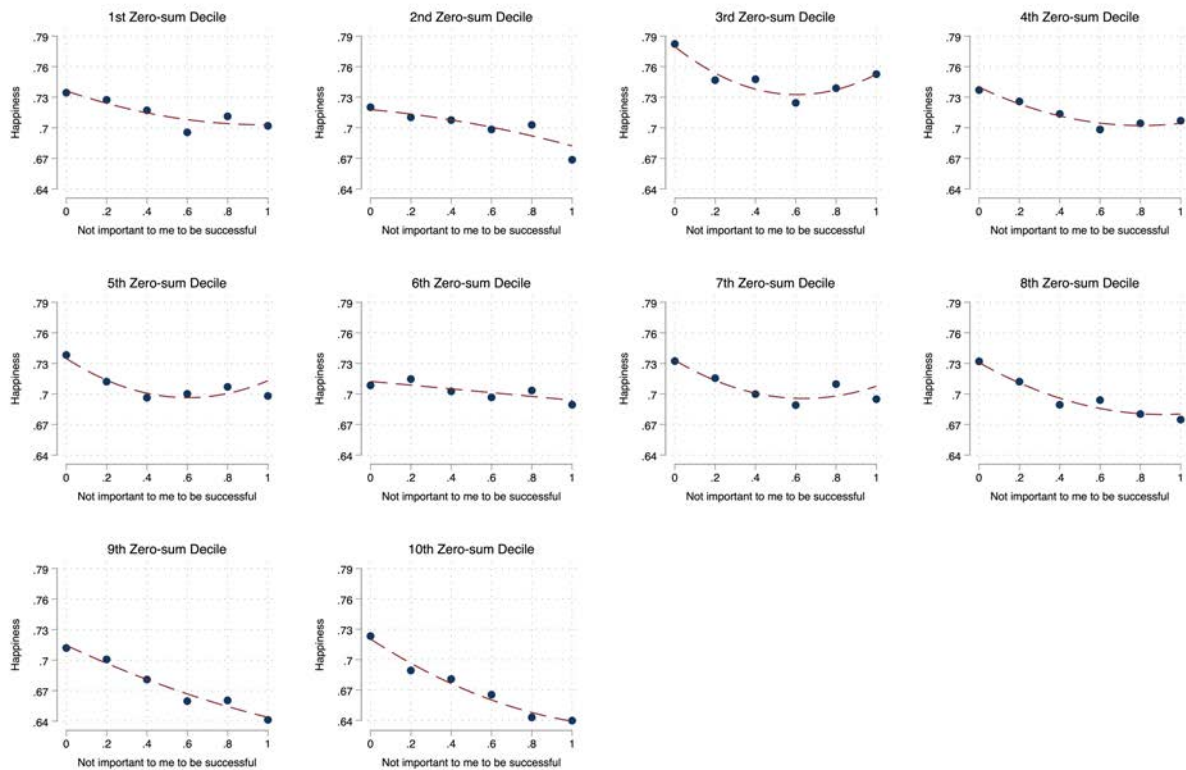 1st Zero-sum Decile
.79
.76
.73
.7
.67
.64
Happiness
0 .2 .4 .6 .8 1
Not important to me to be successful
2nd Zero-sum Decile
.79
.76
.73
.7
.67
.64
Happiness
0 .2 .4 .6 .8 1
Not important to me to be successful
3rd Zero-sum Decile
.79
.76
.73
.7
.67
.64
Happiness
0 .2 .4 .6 .8 1
Not important to me to be successful
4th Zero-sum Decile
.79
.76
.73
.7
.67
.64
Happiness
0 .2 .4 .6 .8 1
Not important to me to be successful
5th Zero-sum Decile
.79
.76
.73
.7
.67
.64
Happiness
0 .2 .4 .6 .8 1
Not important to me to be successful
6th Zero-sum Decile
.79
.76
.73
.7
.67
.64
Happiness
0 .2 .4 .6 .8 1
Not important to me to be successful
7th Zero-sum Decile
.79
.76
.73
.7
.67
.64
Happiness
0 .2 .4 .6 .8 1
Not important to me to be successful
8th Zero-sum Decile
.79
.76
.73
.7
.67
.64
Happiness
0 .2 .4 .6 .8 1
Not important to me to be successful
9th Zero-sum Decile
.79
.76
.73
.7
.67
.64
Happiness
0 .2 .4 .6 .8 1
Not important to me to be successful
10th Zero-sum Decile
.79
.76
.73
.7
.67
.64
Happiness
0 .2 .4 .6 .8 1
Not important to me to be successful